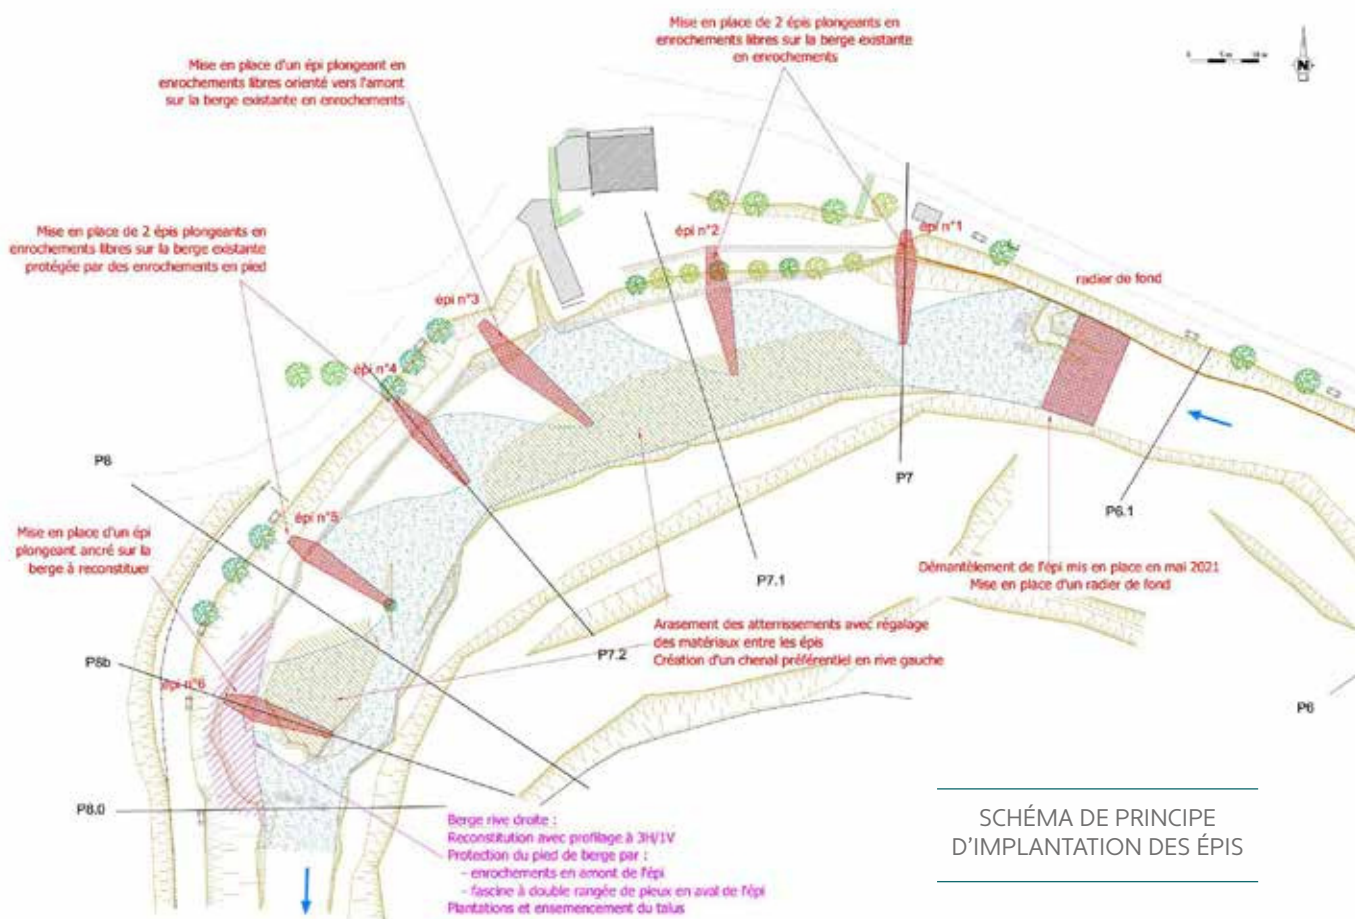 Mise en place de 2 épis plongeants en
enrochements libres sur la berge existante
en enrochements
Mise en place d'un épi plongeant en
enrochements libres orienté vers l'amont
sur la berge existante en enrochements
N
Mise en place de 2 épis plongeants en
enrochements libres sur la berge existante
protégée par des enrochements en pied
épi n°1
épi n°2
radier de fond
épi n°3
épi n°4
P8
P7
P6.1
épi n°5
Mise en place d'un épi
plongeant ancré sur la
berge à reconstituer
P7.1
Démantèlement de l'épi mis en place en mai 2021
Mise en place d'un radier de fond
Arasement des atterrissements avec régalage
des matériaux entre les épis
Création d'un chenal préférentiel en rive gauche
P7.2
P8b
épi n°6
P6
P8.0
Berge rive droite :
Reconstitution avec profilage à 3H/1V
Protection du pied de berge par :
- enrochements en amont de l'épi
- fascine à double rangée de pieux en aval de l'épi
Plantations et ensemencement du talus
SCHÉMA DE PRINCIPE
D'IMPLANTATION DES ÉPIS